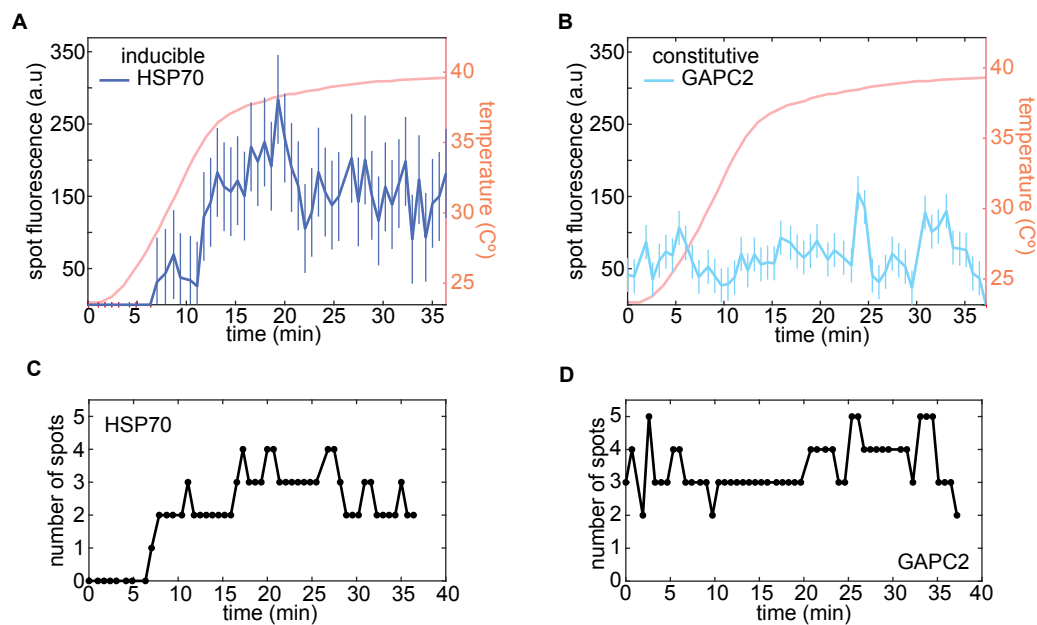 A
inducible
HSP70
350
250
150
50
spot fluorescence (a.u)
40
35
30
25
temperature (Cº)
0 5 10 15 20 25 30 35
time (min)
B
constitutive
GAPC2
350
250
150
50
spot fluorescence (a.u)
40
35
30
25
temperature (Cº)
0 5 10 15 20 25 30 35
time (min)
C
HSP70
5
4
3
2
1
0
number of spots
0 5 10 15 20 25 30 35 40
time (min)
D
GAPC2
5
4
3
2
1
0
number of spots
0 5 10 15 20 25 30 35 40
time (min)